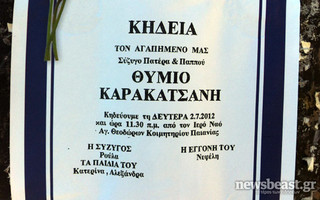 ΚΗΔΕΙΑ
ΤΟΝ ΑΓΑΠΗΜΕΝΟ ΜΑΣ
Σύζυγο Πατέρα & Παππού
ΘΥΜΙΟ
ΚΑΡΑΚΑΤΣΑΝΗ
Κηδεύουμε τη ΔΕΥΤΕΡΑ 2.7.2012
και ώρα 11.30 π.μ. από τον Ιερό Ναό
Αγ. Θεοδώρων Κοιμητηρίου Παιανίας
Η ΣΥΖΥΓΟΣ
Ρούλα
ΤΑ ΠΑΙΔΙΑ ΤΟΥ
Κατερίνα , Αλεξάνδρα
Η ΕΓΓΟΝΗ ΤΟΥ
Νεφέλη
newsbeast.gr